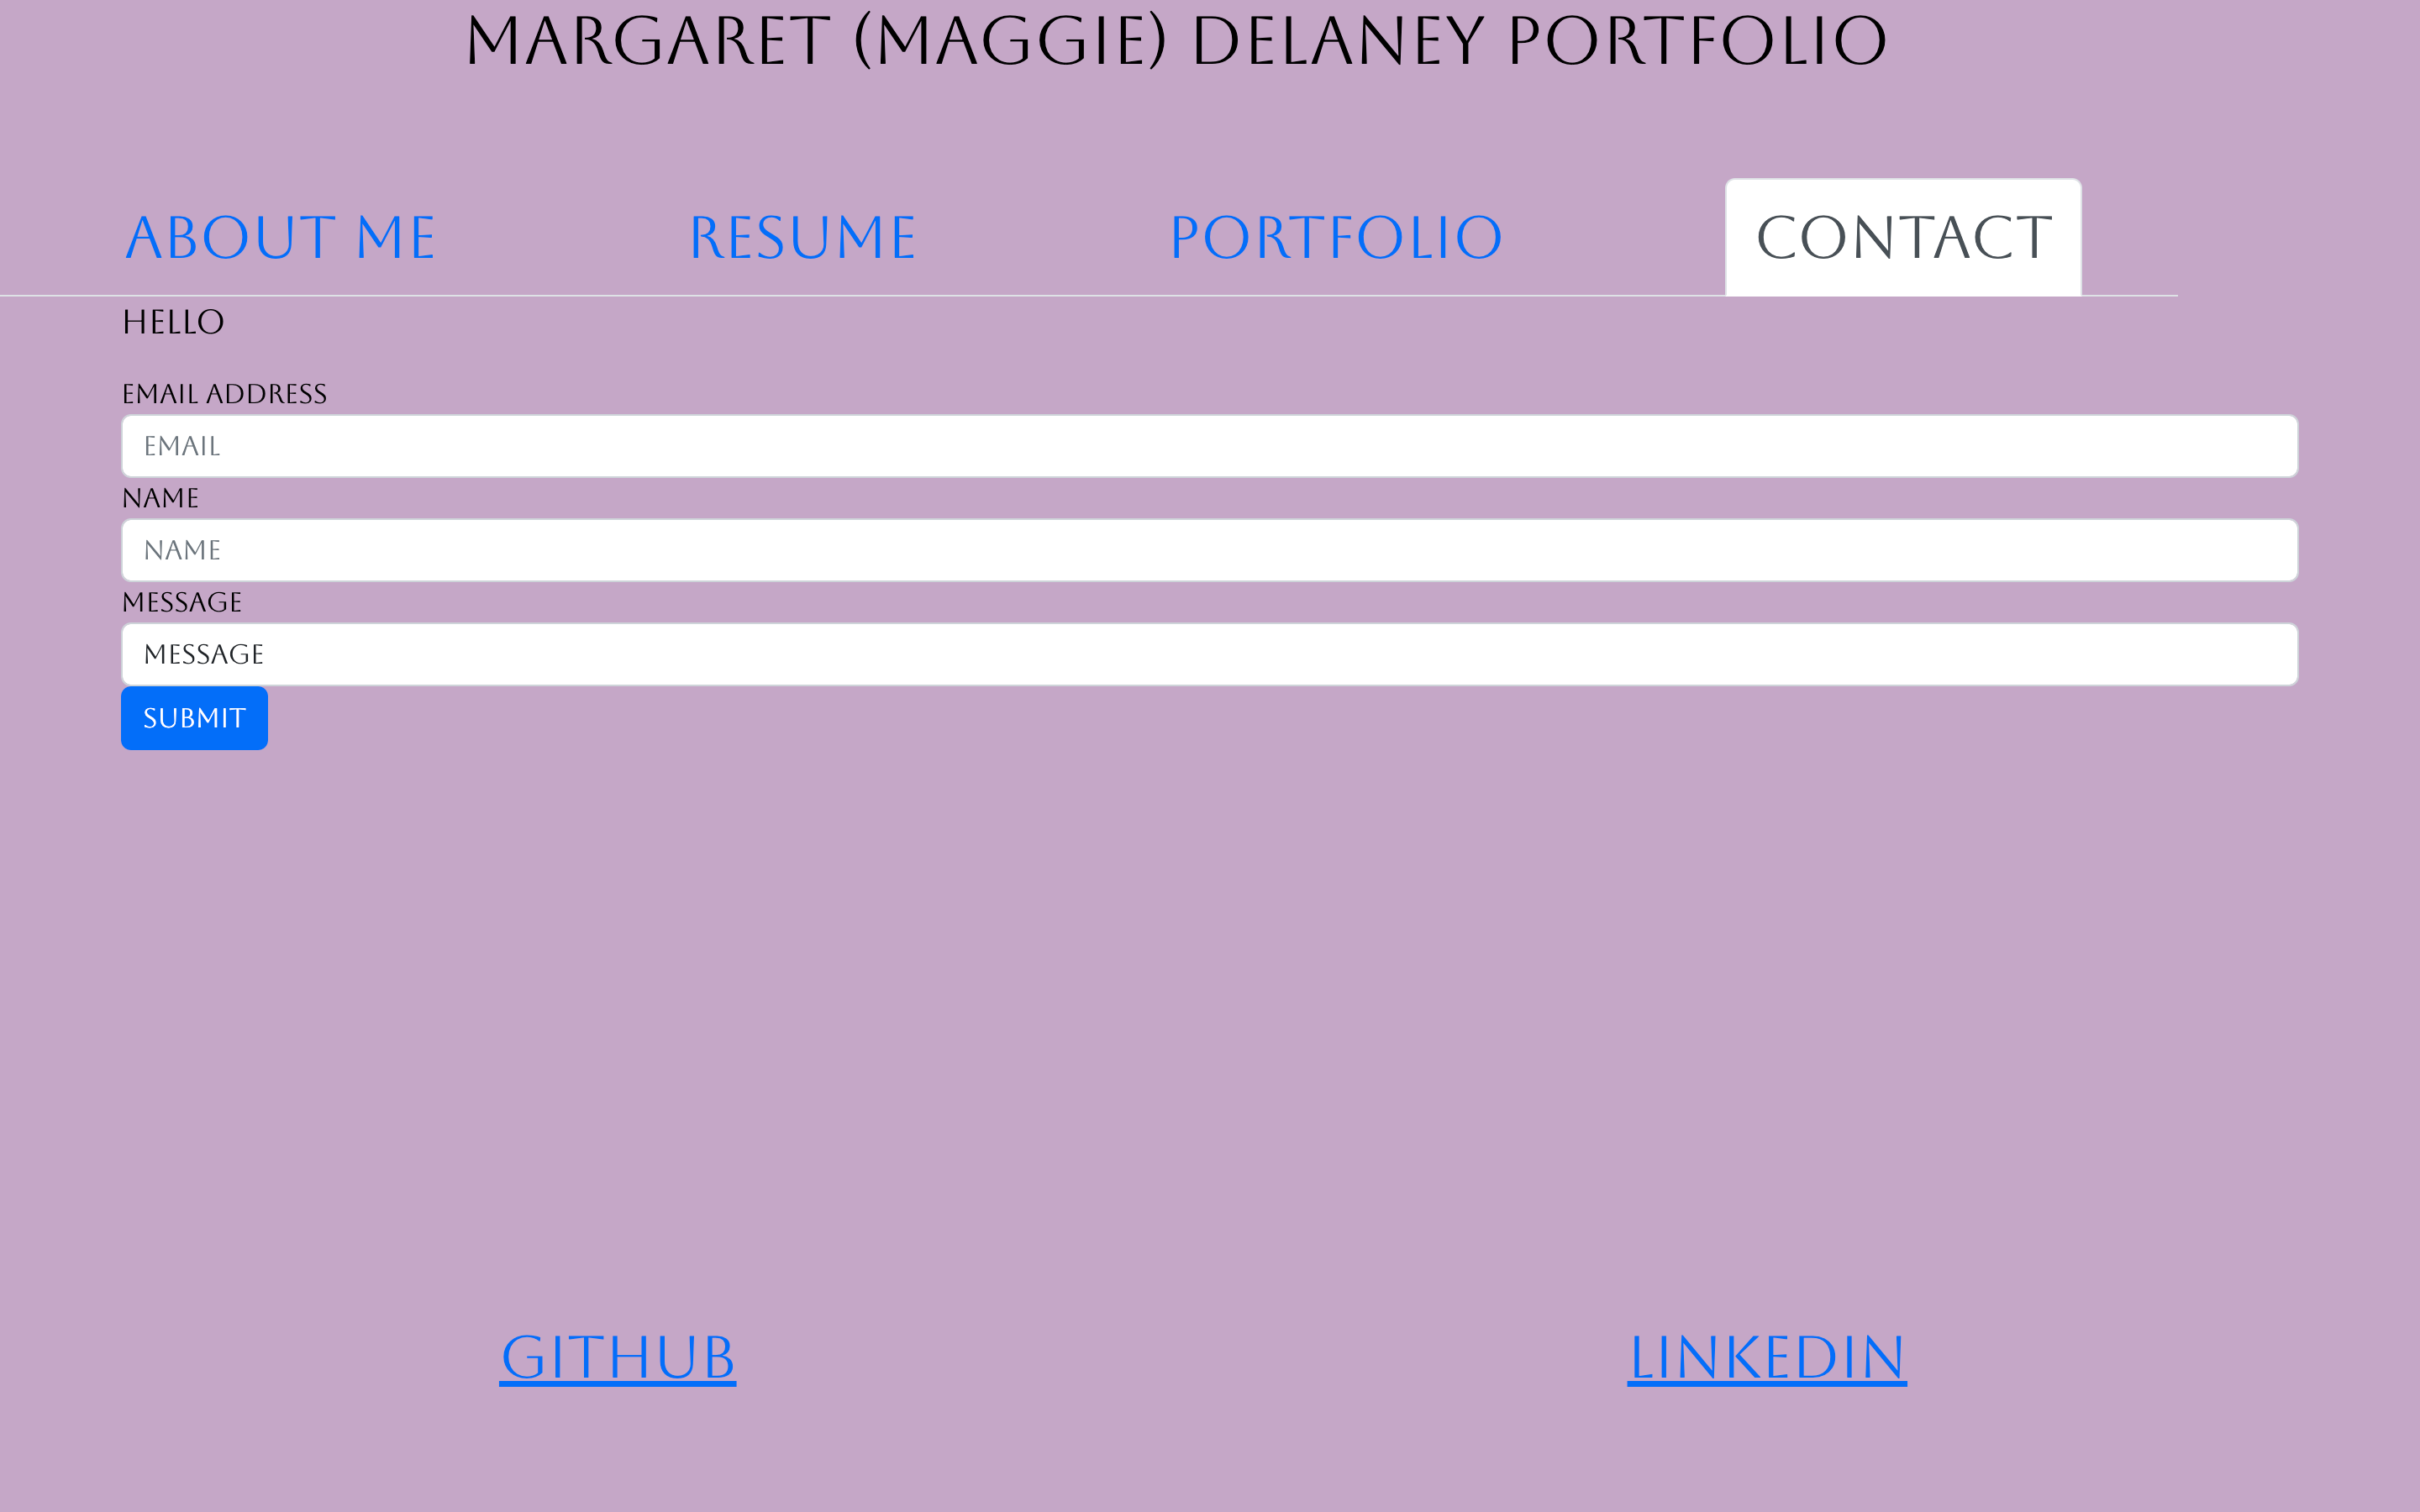 MARGARET (MAGGIE) DELANEY PORTFOLIO
ABOUT ME RESUME PORTFOLIO CONTACT
HELLO
EMAIL ADDRESS
EMAIL
NAME
NAME
MESSAGE
MESSAGE
SUBMIT
GITHUB LINKEDIN